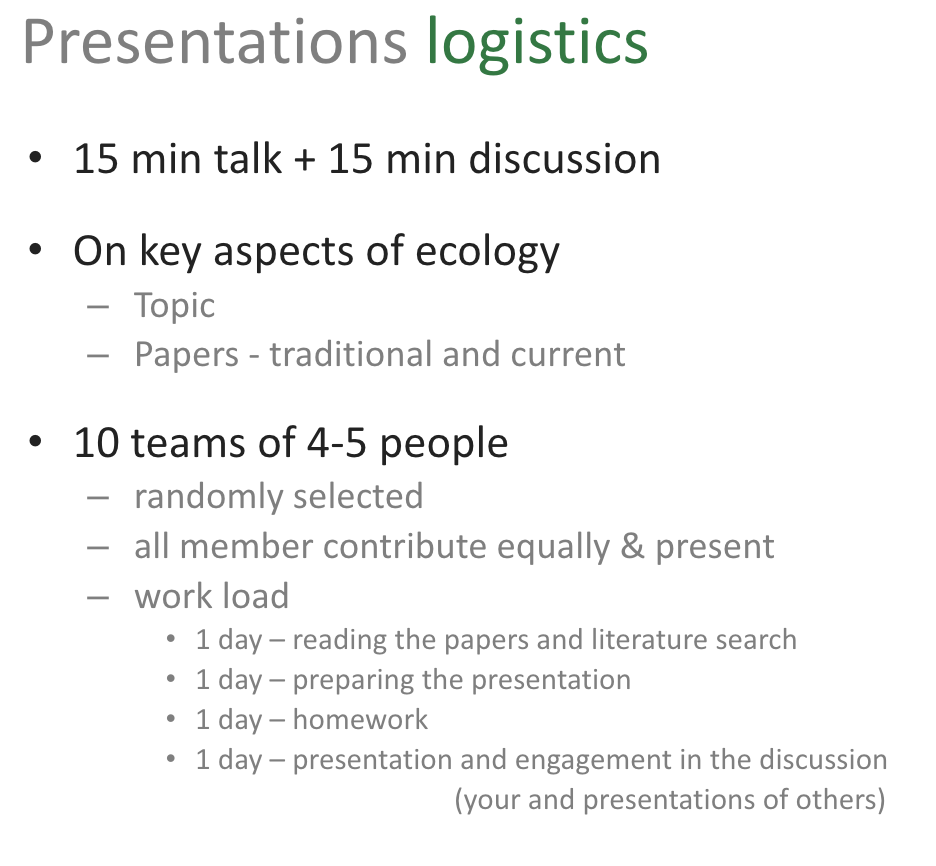 Presentations logistics
• 15 min talk + 15 min discussion
• On key aspects of ecology
– Topic
– Papers - traditional and current
• 10 teams of 4-5 people
– randomly selected
– all member contribute equally & present
– work load
• 1 day – reading the papers and literature search
• 1 day – preparing the presentation
• 1 day – homework
• 1 day – presentation and engagement in the discussion
(your and presentations of others)